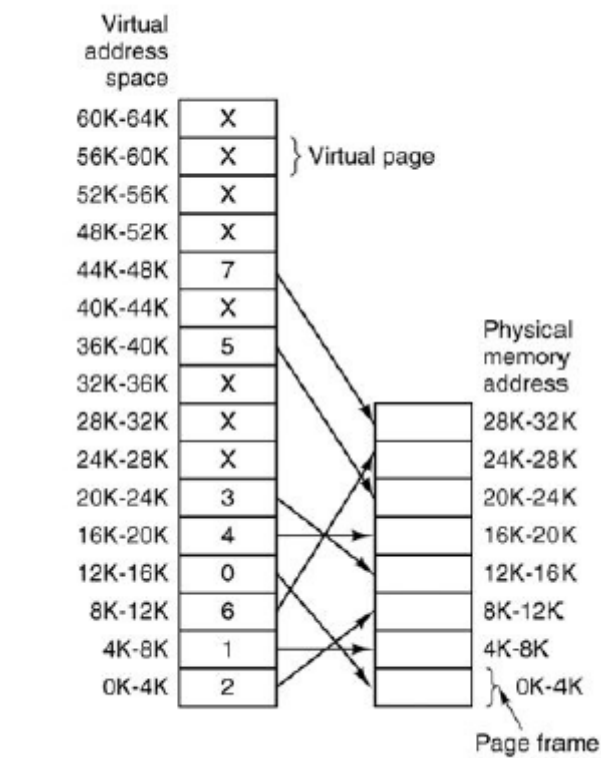 Virtual
address
space
60K-64K X
56K-60K X Virtual page
52K-56K X
48K-52K X
44K-48K 7
40K-44K X
36K-40K 5
32K-36K X
28K-32K X
24K-28K X
20K-24K 3
16K-20K 4
12K-16K 0
8K-12K 6
4K-8K 1
0K-4K 2
Physical
memory
address
28K-32K
24K-28K
20K-24K
16K-20K
12K-16K
8K-12K
4K-8K
0K-4K
Page frame